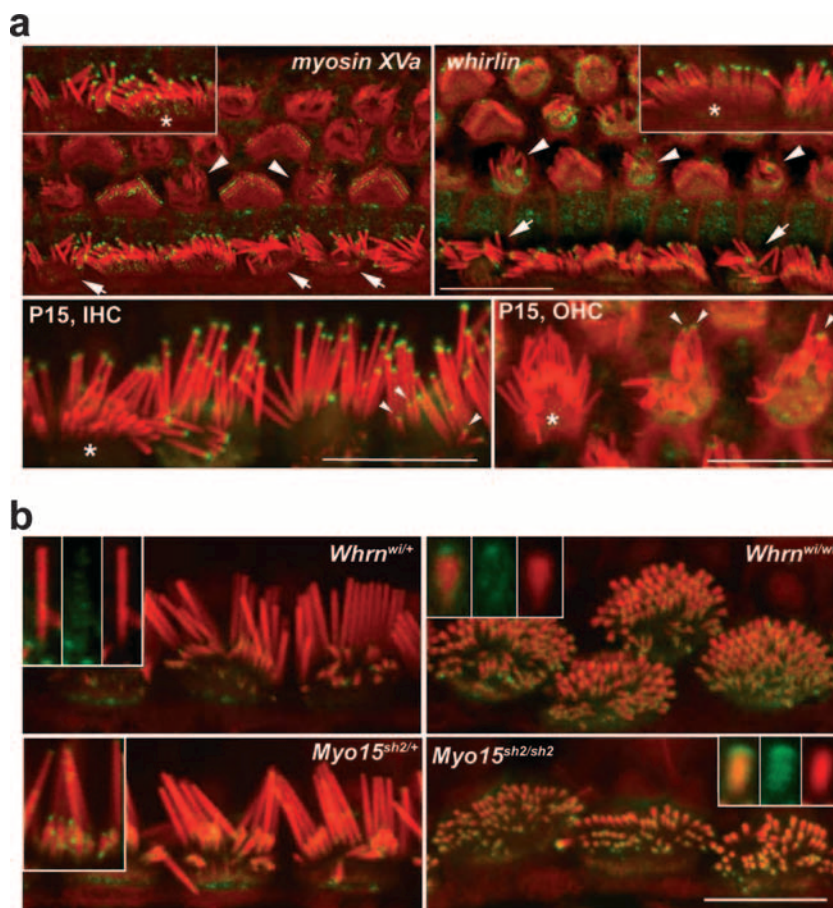 a
myosin XVa
whirlin
*
*
P15, IHC
P15, OHC
*
*
b
Whrn^wi/+
Whrn^wi/wi
Myo15^sh2/+
Myo15^sh2/sh2